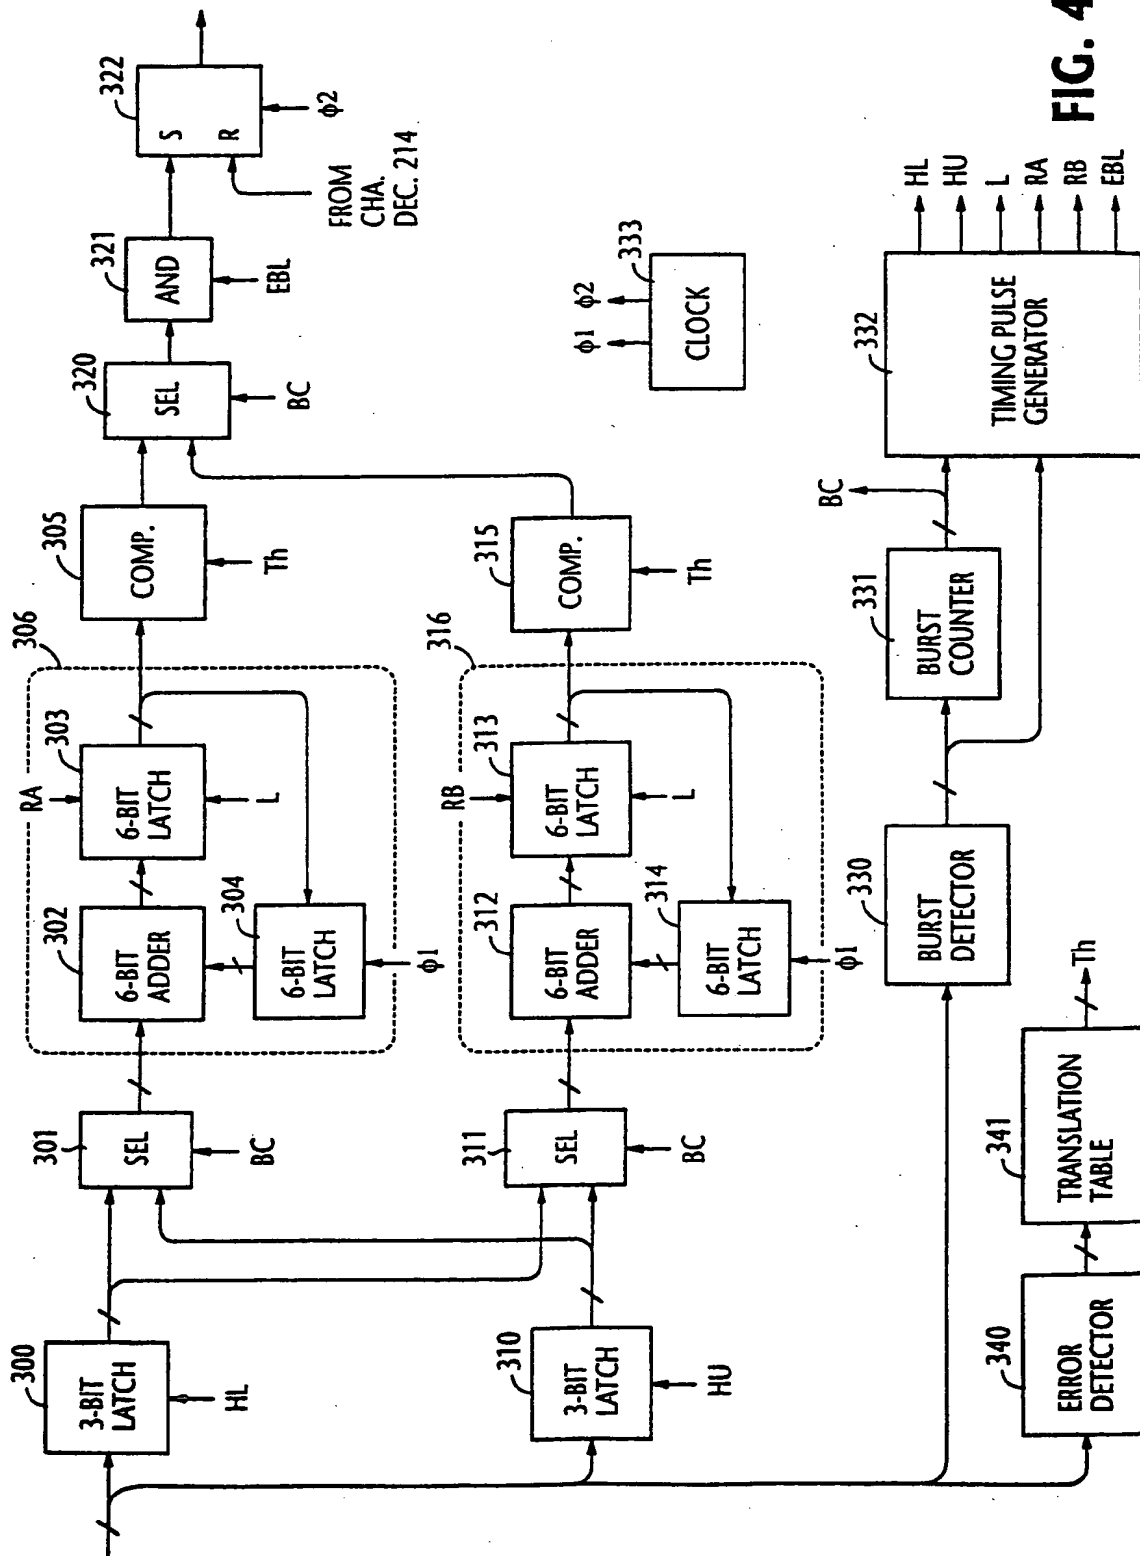 300
3-BIT
LATCH
HL
301
SEL
BC
302
6-BIT
ADDER
RA
303
6-BIT
LATCH
L
304
6-BIT
LATCH
ϕ1
306
305
COMP.
Th
320
SEL
BC
321
AND
EBL
322
S
R
ϕ2
FROM
CHA.
DEC. 214
310
3-BIT
LATCH
HU
311
SEL
BC
312
6-BIT
ADDER
RB
313
6-BIT
LATCH
L
314
6-BIT
LATCH
ϕ1
316
315
COMP.
Th
ϕ1
ϕ2
333
CLOCK
330
BURST
DETECTOR
331
BURST
COUNTER
BC
332
TIMING PULSE
GENERATOR
HL
HU
L
RA
RB
EBL
340
ERROR
DETECTOR
341
TRANSLATION
TABLE
Th
FIG. 4